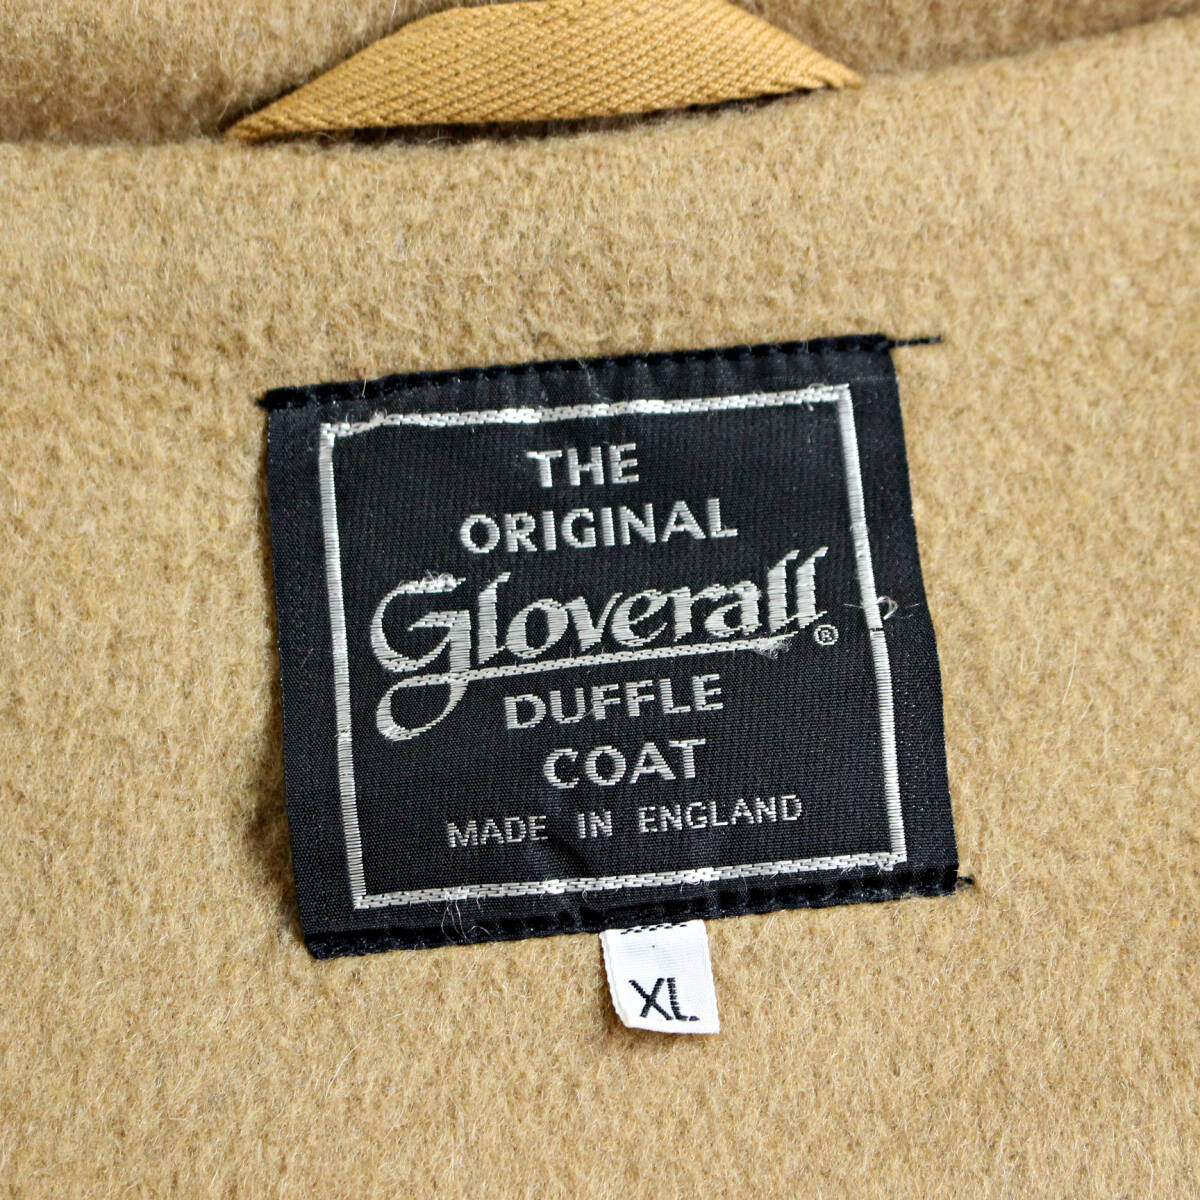 THE
ORIGINAL
Gloverall®
DUFFLE
COAT
MADE IN ENGLAND
XL